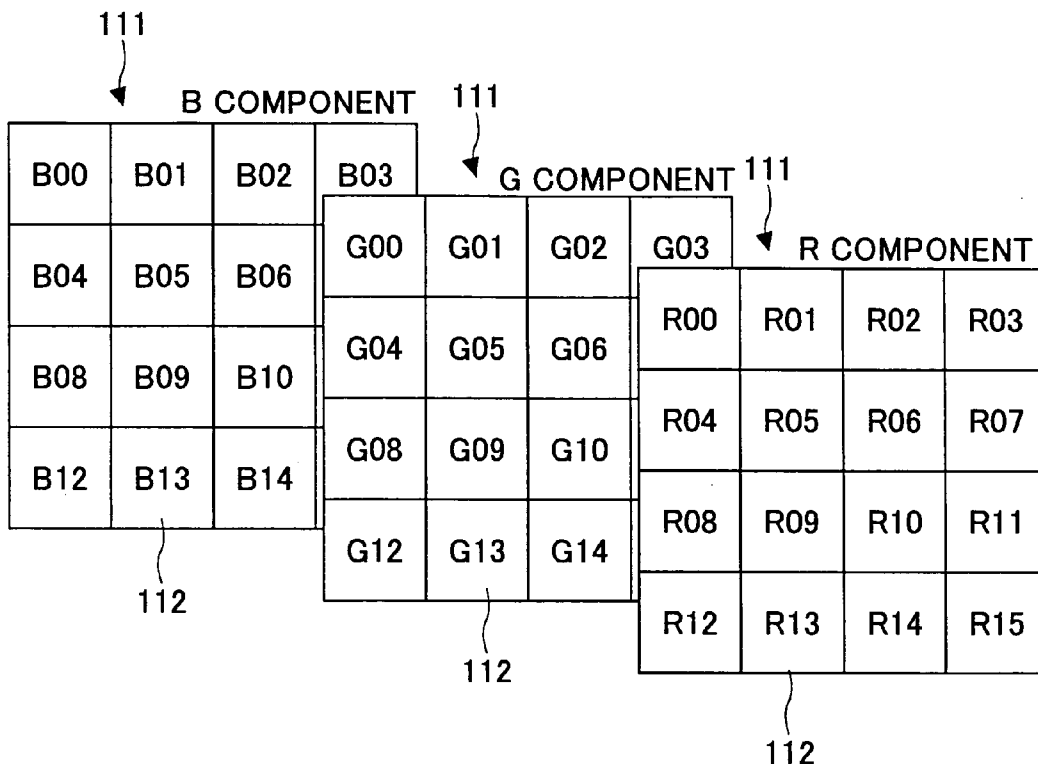 111
B COMPONENT
B00 B01 B02 B03
B04 B05 B06
B08 B09 B10
B12 B13 B14
112
111
G COMPONENT
G00 G01 G02 G03
G04 G05 G06
G08 G09 G10
G12 G13 G14
112
111
R COMPONENT
R00 R01 R02 R03
R04 R05 R06 R07
R08 R09 R10 R11
R12 R13 R14 R15
112